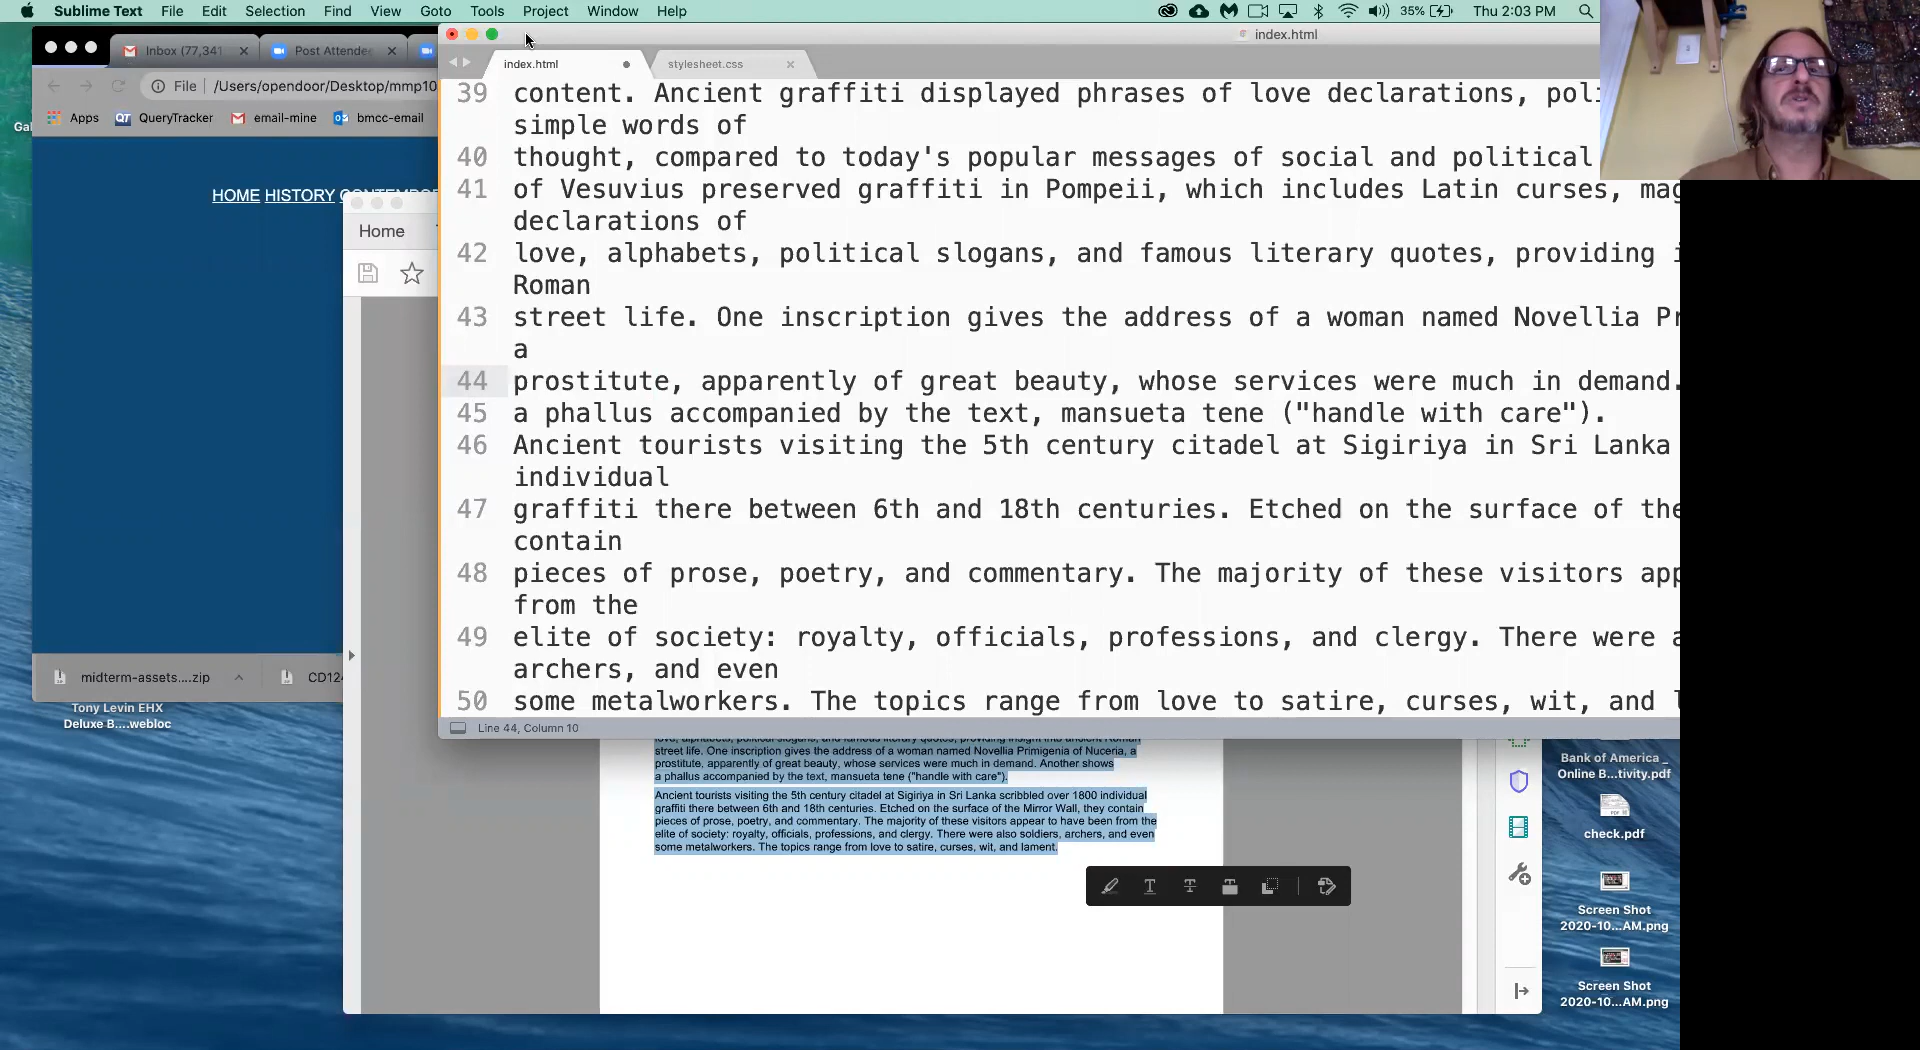 Sublime Text File Edit Selection Find View Goto Tools Project Window Help 35% Thu 2:03 PM
Inbox (77,341 Post Attende
index.html
index.html stylesheet.css
File /Users/opendoor/Desktop/mmp10
Apps QueryTracker email-mine bmcc-email
HOME HISTORY
Home
39 content. Ancient graffiti displayed phrases of love declarations,
simple words of
40 thought, compared to today's popular messages of social and political
41 of Vesuvius preserved graffiti in Pompeii, which includes Latin curses,
declarations of
42 love, alphabets, political slogans, and famous literary quotes, providing
Roman
43 street life. One inscription gives the address of a woman named Novellia
a
44 prostitute, apparently of great beauty, whose services were much in demand.
45 a phallus accompanied by the text, mansueta tene ("handle with care").
46 Ancient tourists visiting the 5th century citadel at Sigiriya in Sri Lanka
individual
47 graffiti there between 6th and 18th centuries. Etched on the surface of the
contain
48 pieces of prose, poetry, and commentary. The majority of these visitors
from the
49 elite of society: royalty, officials, professions, and clergy. There were
archers, and even
50 some metalworkers. The topics range from love to satire, curses, wit, and
Line 44, Column 10
midterm-assets....zip CD124
Tony Levin EHX
Deluxe B....webloc
love, alphabets, political slogans, and famous literary quotes, providing insight into ancient Roman
street life. One inscription gives the address of a woman named Novellia Primigenia of Nuceria, a
prostitute, apparently of great beauty, whose services were much in demand. Another shows
a phallus accompanied by the text, mansueta tene ("handle with care").
Ancient tourists visiting the 5th century citadel at Sigiriya in Sri Lanka scribbled over 1800 individual
graffiti there between 6th and 18th centuries. Etched on the surface of the Mirror Wall, they contain
pieces of prose, poetry, and commentary. The majority of these visitors appear to have been from the
elite of society: royalty, officials, professions, and clergy. There were also soldiers, archers, and even
some metalworkers. The topics range from love to satire, curses, wit, and lament.
Bank of America _
Online B...tivity.pdf
check.pdf
Screen Shot
2020-10...AM.png
Screen Shot
2020-10...AM.png